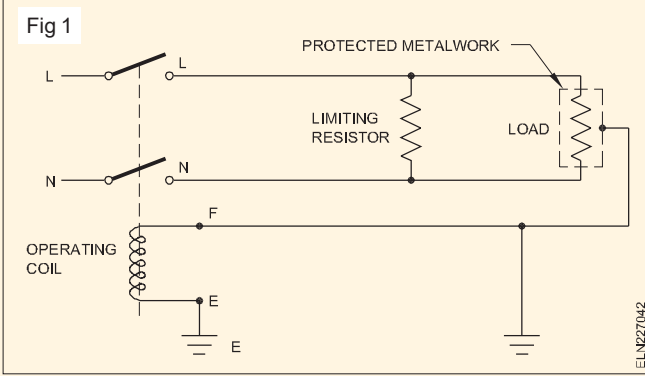 Fig 1
PROTECTED METALWORK
L
L
LIMITING
RESISTOR
LOAD
N
N
F
OPERATING
COIL
E
E
ELN227042